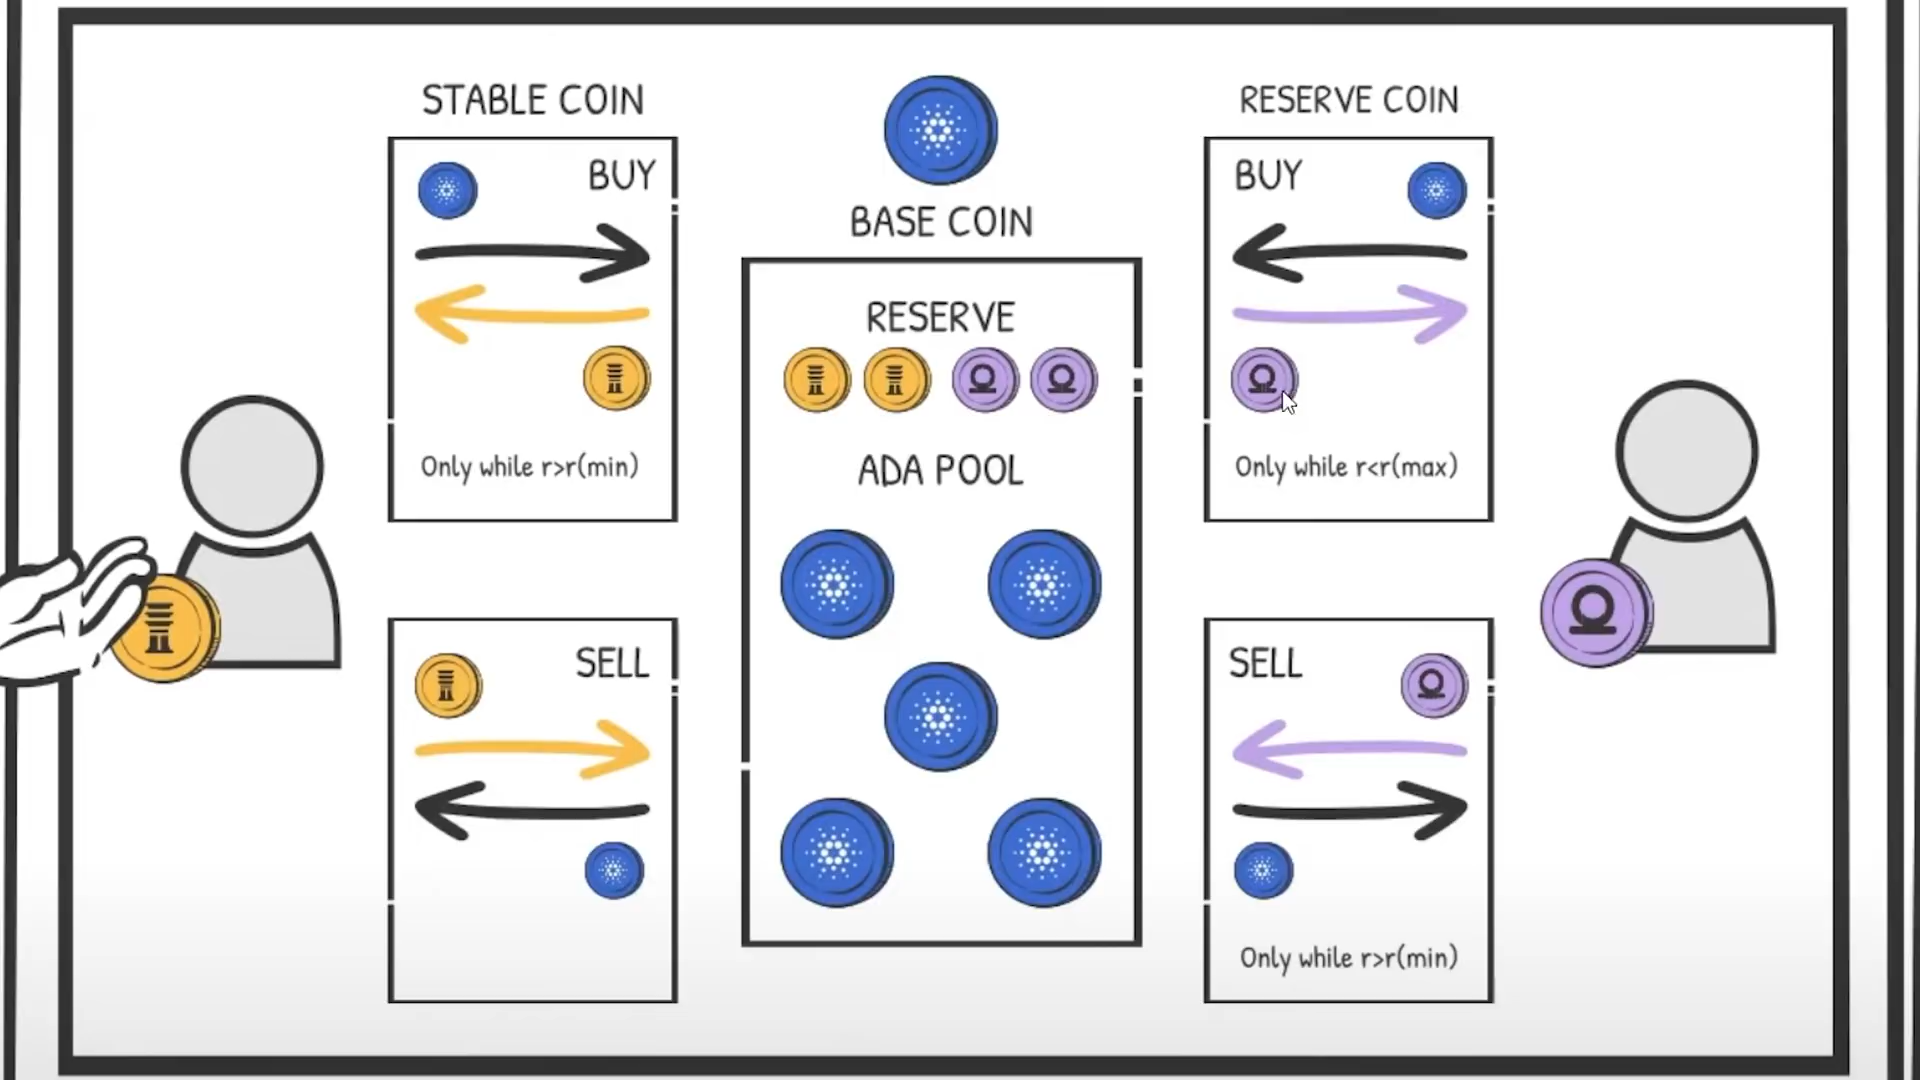 STABLE COIN
BUY
Only while r>r(min)
SELL
BASE COIN
RESERVE
ADA POOL
RESERVE COIN
BUY
Only while r<r(max)
SELL
Only while r>r(min)